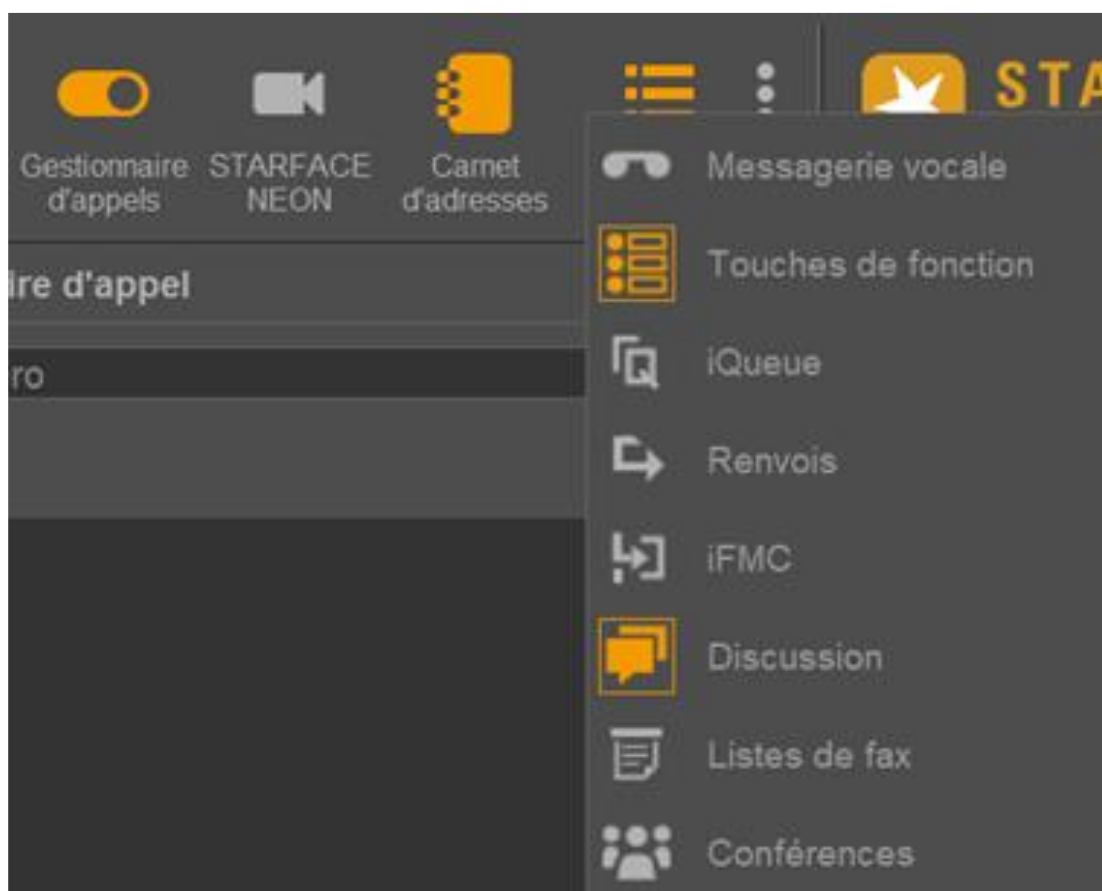 Gestionnaire d'appels
STARFACE NEON
Carnet d'adresses
STA
Messagerie vocale
Touches de fonction
ire d'appel
iQueue
ro
Renvois
iFMC
Discussion
Listes de fax
Conférences